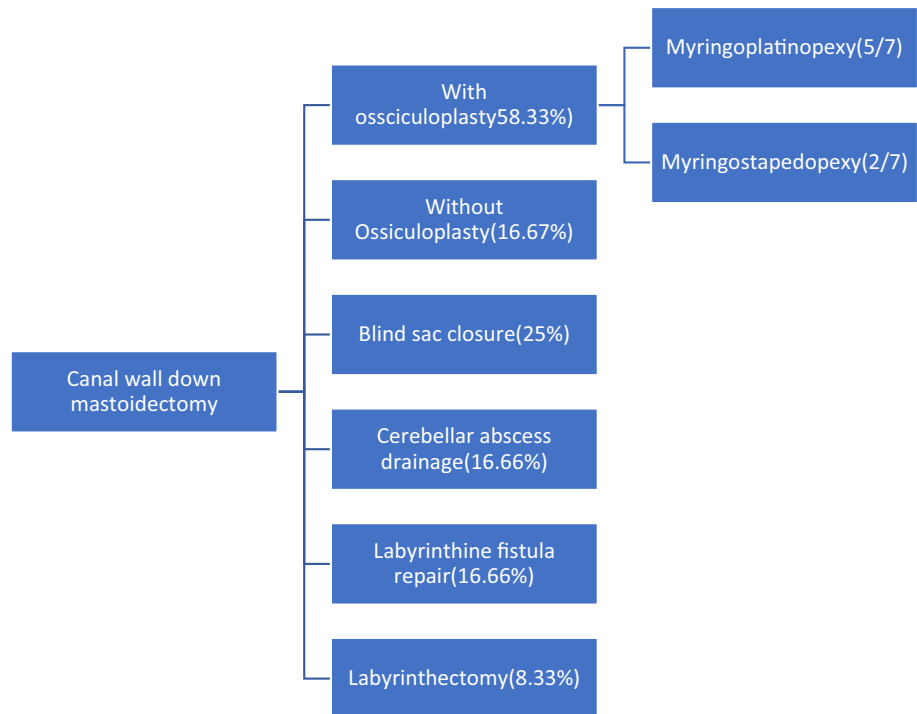 Canal wall down
mastoidectomy
With
ossciculoplasty58.33%)
Myringoplatinopexy(5/7)
Myringostapedopexy(2/7)
Without
Ossiculoplasty(16.67%)
Blind sac closure(25%)
Cerebellar abscess
drainage(16.66%)
Labyrinthine fistula
repair(16.66%)
Labyrinthectomy(8.33%)